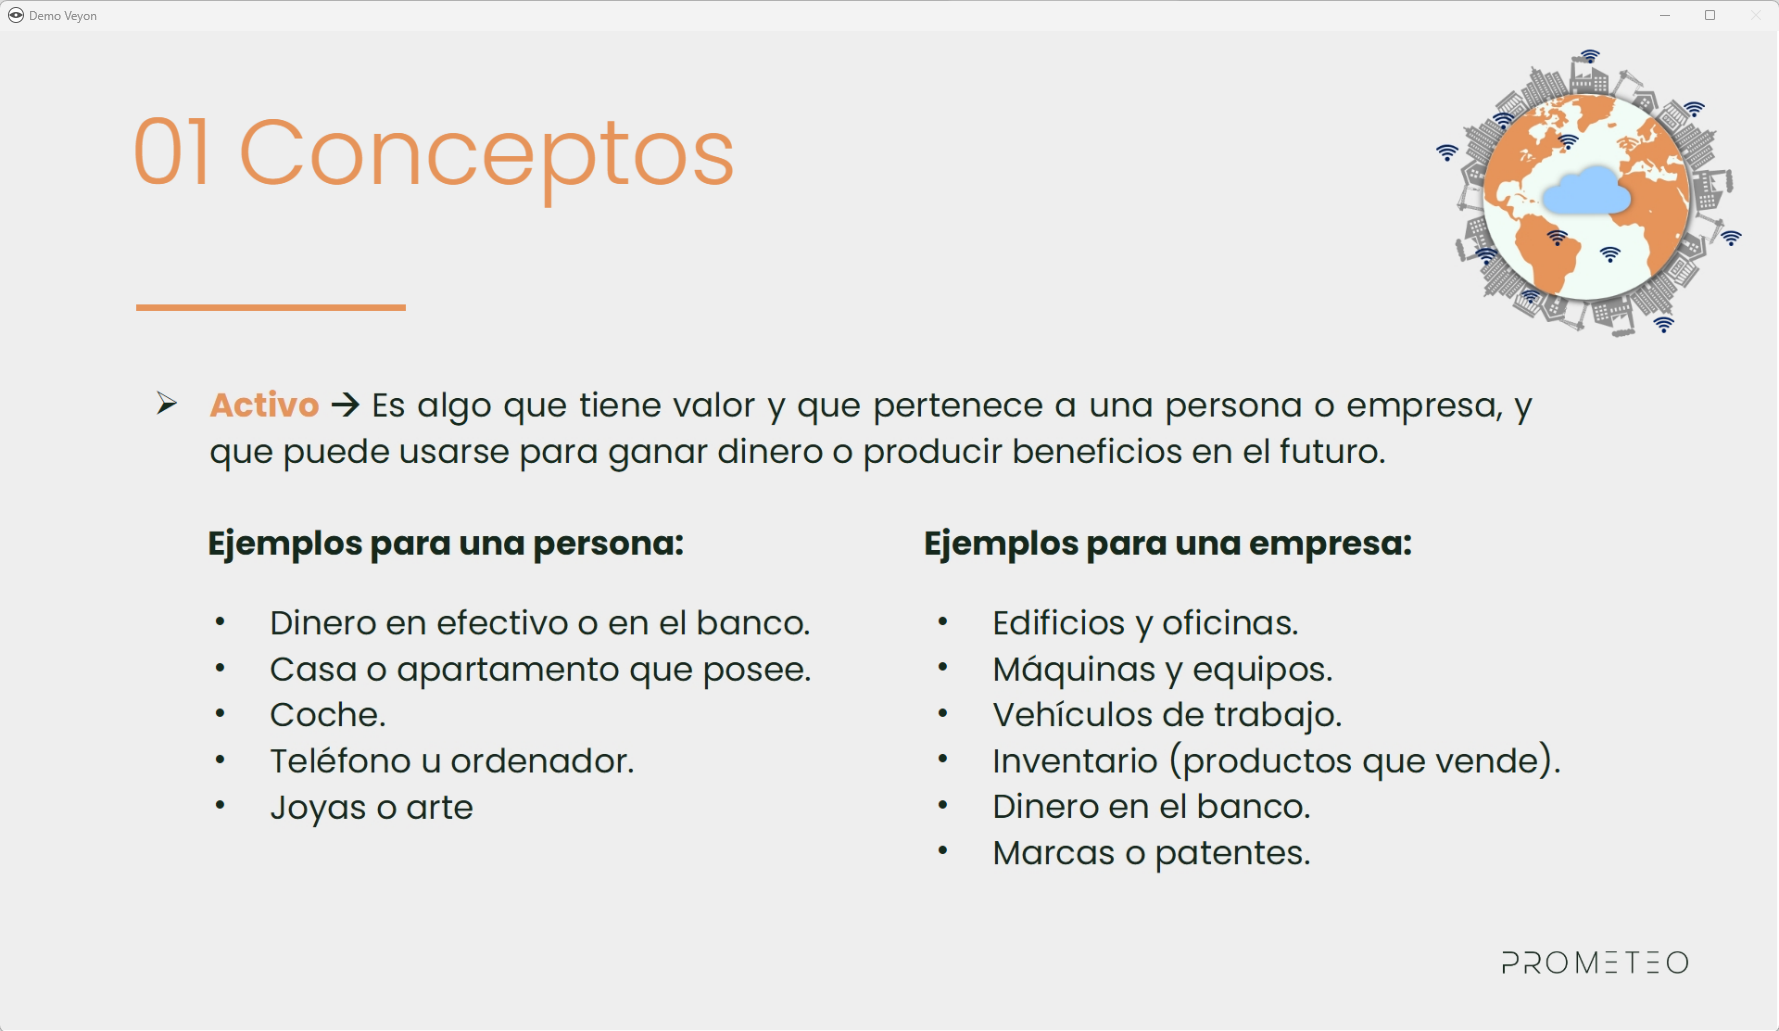 Demo Veyon
01 Conceptos
➢ Activo → Es algo que tiene valor y que pertenece a una persona o empresa, y
que puede usarse para ganar dinero o producir beneficios en el futuro.
Ejemplos para una persona:
• Dinero en efectivo o en el banco.
• Casa o apartamento que posee.
• Coche.
• Teléfono u ordenador.
• Joyas o arte
Ejemplos para una empresa:
• Edificios y oficinas.
• Máquinas y equipos.
• Vehículos de trabajo.
• Inventario (productos que vende).
• Dinero en el banco.
• Marcas o patentes.
PROMETEO